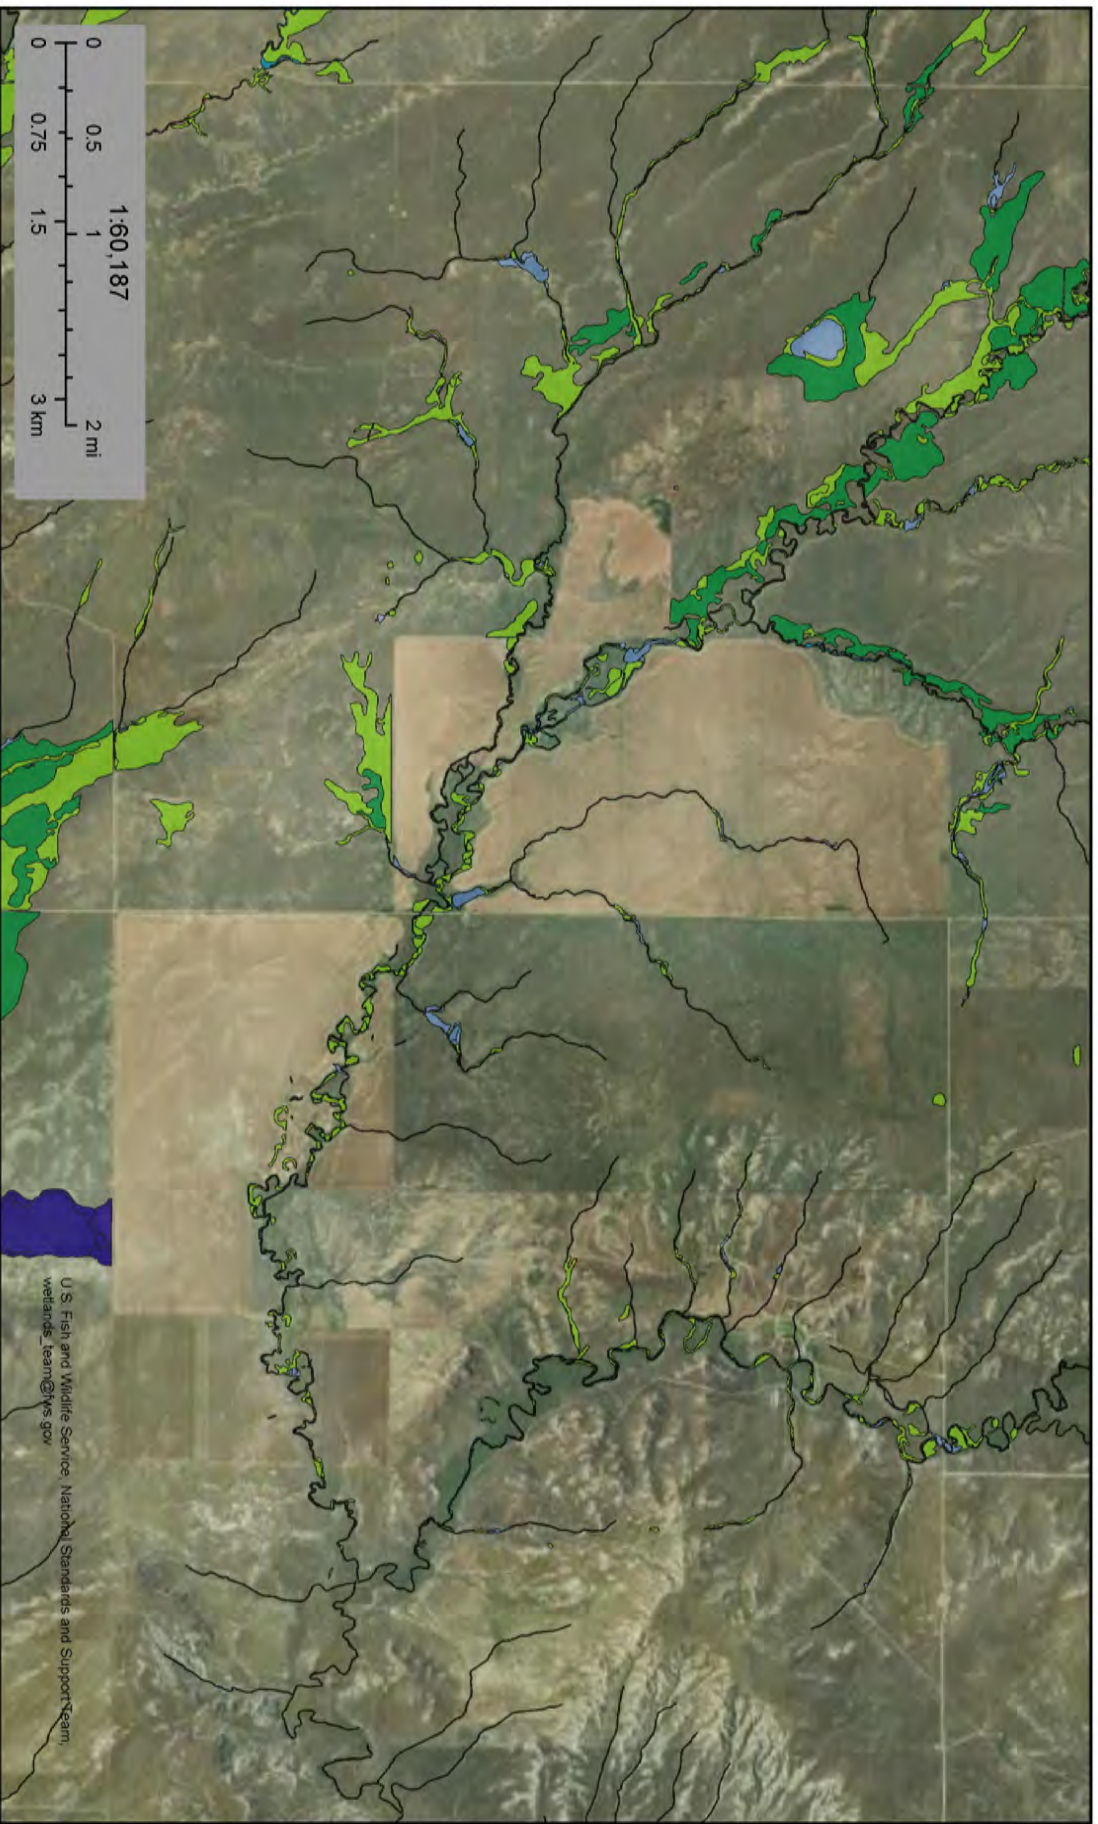 1:60,187
0 0.5 1 2 mi
0 0.75 1.5 3 km
U.S. Fish and Wildlife Service, National Standards and Support Team,
wetlands_team@fws.gov